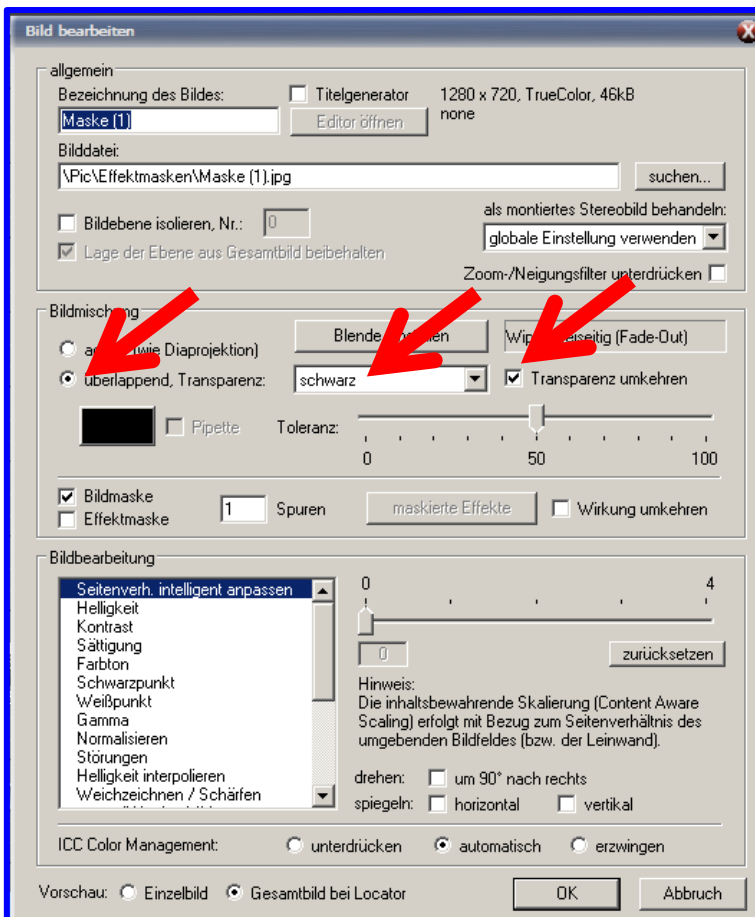 Bild bearbeiten
allgemein
Bezeichnung des Bildes:
Titelgenerator
1280 x 720, TrueColor, 46kB
Maske (1)
Editor öffnen
none
Bilddatei:
\Pic\Effektmasken\Maske (1).jpg
suchen...
als montiertes Stereobild behandeln:
Bildebene isolieren, Nr.:
0
globale Einstellung verwenden
Lage der Ebene aus Gesamtbild beibehalten
Zoom-/Neigungsfilter unterdrücken
Bildmischung
Blende
(wie Diaprojektion)
(Fade-Out)
überlappend, Transparenz:
schwarz
Transparenz umkehren
Pipette
Toleranz:
0
50
100
Bildmaske
Effektmaske
1
Spuren
maskierte Effekte
Wirkung umkehren
Bildbearbeitung
Seitenverh. intelligent anpassen
Helligkeit
Kontrast
Sättigung
Farbton
Schwarzpunkt
Weißpunkt
Gamma
Normalisieren
Störungen
Helligkeit interpolieren
Weichzeichnen / Schärfen
0
4
0
zurücksetzen
Hinweis:
Die inhaltsbewahrende Skalierung (Content Aware
Scaling) erfolgt mit Bezug zum Seitenverhältnis des
umgebenden Bildfeldes (bzw. der Leinwand).
drehen:
um 90° nach rechts
spiegeln:
horizontal
vertikal
ICC Color Management:
unterdrücken
automatisch
erzwingen
Vorschau:
Einzelbild
Gesamtbild bei Locator
OK
Abbruch